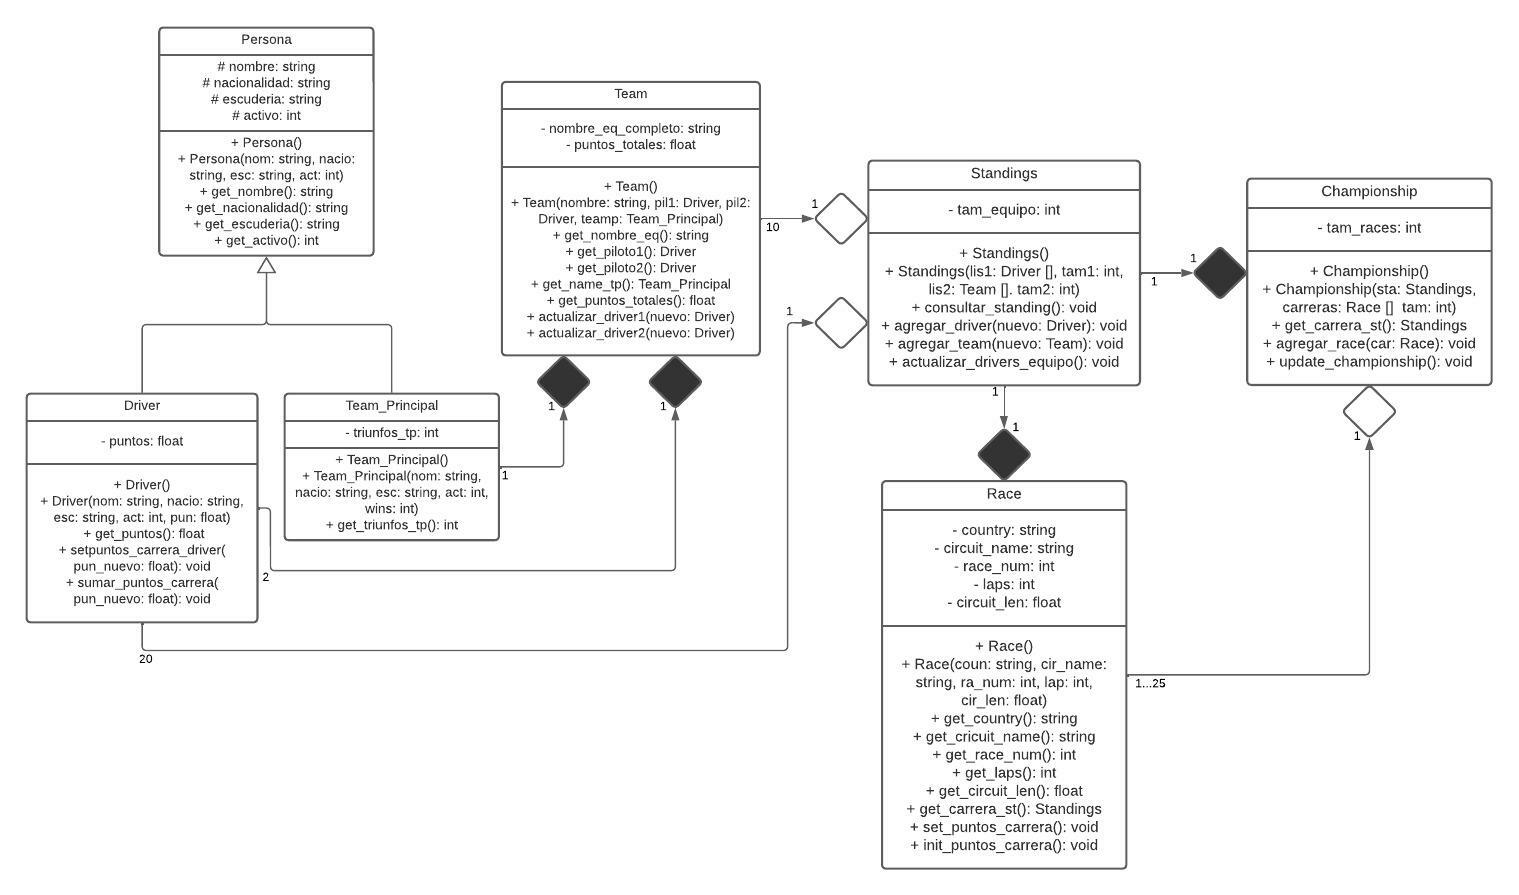 Persona
# nombre: string
# nacionalidad: string
# escuderia: string
# activo: int
+ Persona()
+ Persona(nom: string, nacio:
string, esc: string, act: int)
+ get_nombre(): string
+ get_nacionalidad(): string
+ get_escuderia(): string
+ get_activo(): int
Team
- nombre_eq_completo: string
- puntos_totales: float
+ Team()
+ Team(nombre: string, pil1: Driver, pil2:
Driver, teamp: Team_Principal)
+ get_nombre_eq(): string
+ get_piloto1(): Driver
+ get_piloto2(): Driver
+ get_name_tp(): Team_Principal
+ get_puntos_totales(): float
+ actualizar_driver1(nuevo: Driver)
+ actualizar_driver2(nuevo: Driver)
10
1
1
Standings
- tam_equipo: int
+ Standings()
+ Standings(lis1: Driver [], tam1: int,
lis2: Team []. tam2: int)
+ consultar_standing(): void
+ agregar_driver(nuevo: Driver): void
+ agregar_team(nuevo: Team): void
+ actualizar_drivers_equipo(): void
1
1
Championship
- tam_races: int
+ Championship()
+ Championship(sta: Standings,
carreras: Race []  tam: int)
+ get_carrera_st(): Standings
+ agregar_race(car: Race): void
+ update_championship(): void
Driver
- puntos: float
+ Driver()
+ Driver(nom: string, nacio: string,
esc: string, act: int, pun: float)
+ get_puntos(): float
+ setpuntos_carrera_driver(
pun_nuevo: float): void
+ sumar_puntos_carrera(
pun_nuevo: float): void
20
2
Team_Principal
- triunfos_tp: int
+ Team_Principal()
+ Team_Principal(nom: string,
nacio: string, esc: string, act: int,
wins: int)
+ get_triunfos_tp(): int
1
1
1
1
1
1
Race
- country: string
- circuit_name: string
- race_num: int
- laps: int
- circuit_len: float
+ Race()
+ Race(coun: string, cir_name:
string, ra_num: int, lap: int,
cir_len: float)
+ get_country(): string
+ get_cricuit_name(): string
+ get_race_num(): int
+ get_laps(): int
+ get_circuit_len(): float
+ get_carrera_st(): Standings
+ set_puntos_carrera(): void
+ init_puntos_carrera(): void
1...25